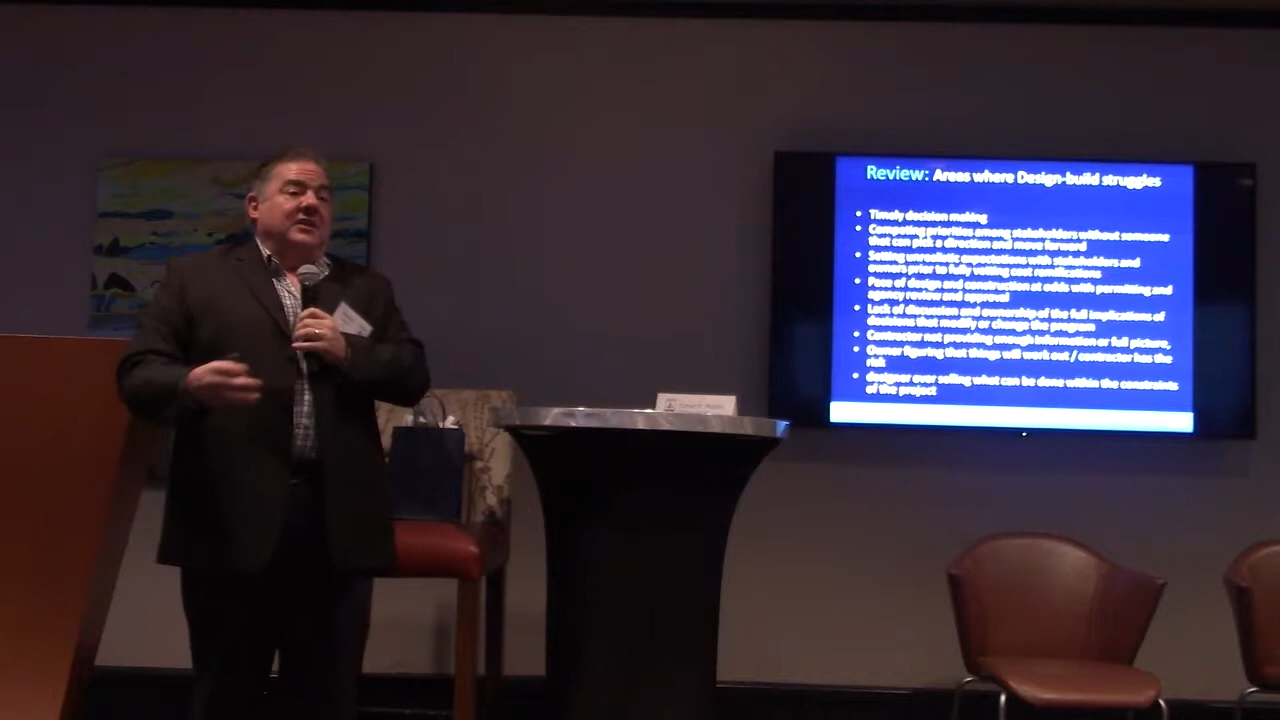 Review: Areas where Design-build struggles
• Timely decision making
• Competing priorities among stakeholders without someone
that can pick a direction and move forward
• Setting unrealistic expectations with stakeholders and
owners prior to fully vetting cost ramifications
• Pace of design and construction at odds with permitting and
agency review and approval
• Lack of discussion and ownership of the full implications of
decisions that modify or change the program
• Contractor not providing enough information or full picture,
• Owner figuring that things will work out / contractor has the
risk
• designer over selling what can be done within the constraints
of the project